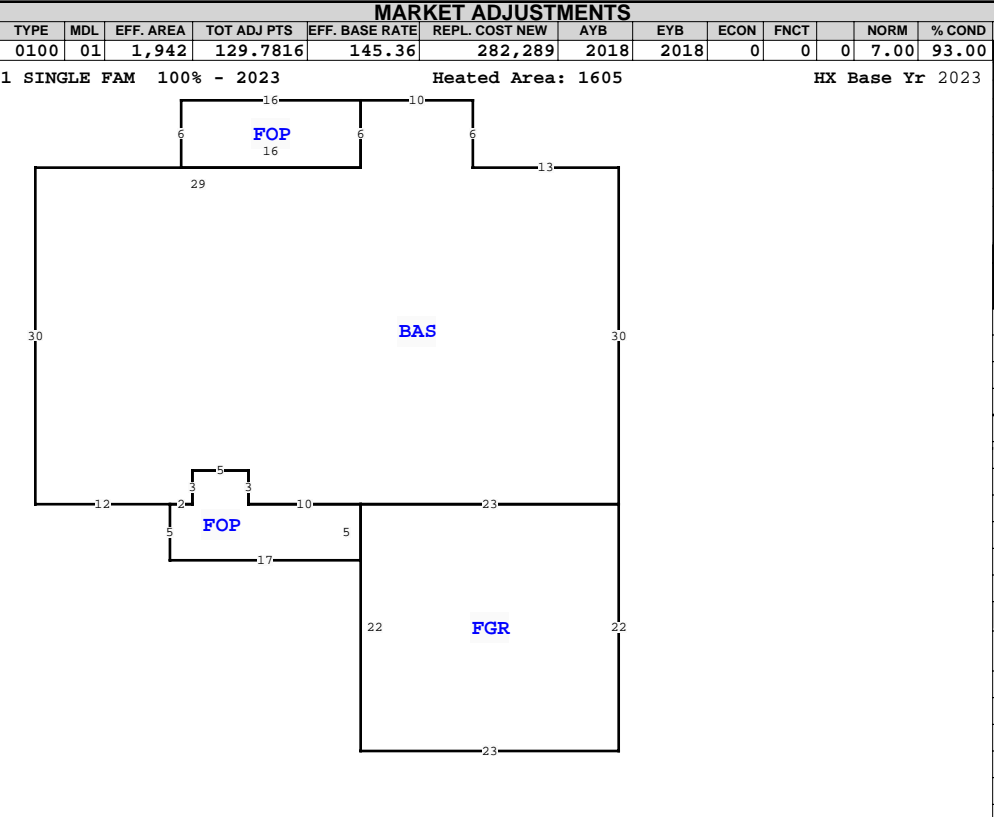 MARKET ADJUSTMENTS
TYPE MDL EFF. AREA TOT ADJ PTS EFF. BASE RATE REPL. COST NEW AYB EYB ECON FNCT NORM % COND
0100 01 1,942 129.7816 145.36 282,289 2018 2018 0 0 0 7.00 93.00
1 SINGLE FAM 100% - 2023 Heated Area: 1605 HX Base Yr 2023
16 10
6 FOP 6 6
16
13
29
BAS
30 30
5
3 3
12 2 10 23
FOP
5 5
17
22 FGR 22
23